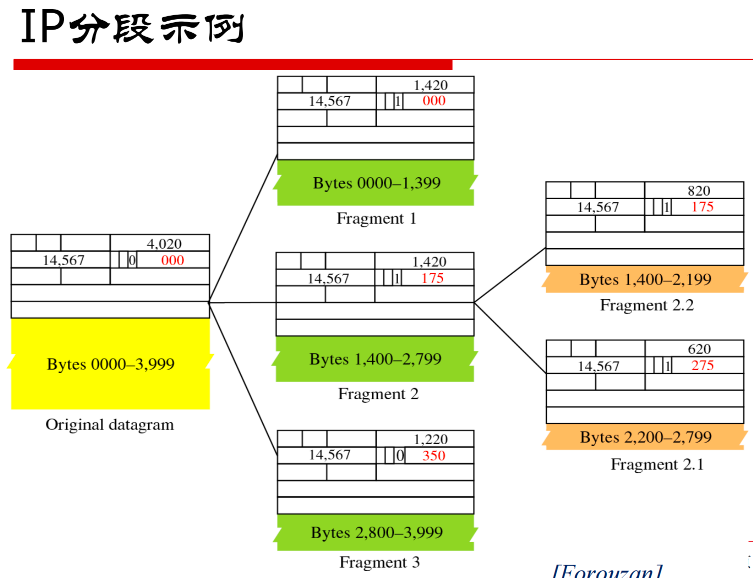 IP分段示例
4,020
14,567 0 000
Bytes 0000–3,999
Original datagram
1,420
14,567 1 000
Bytes 0000–1,399
Fragment 1
1,420
14,567 1 175
Bytes 1,400–2,799
Fragment 2
1,220
14,567 0 350
Bytes 2,800–3,999
Fragment 3
820
14,567 1 175
Bytes 1,400–2,199
Fragment 2.2
620
14,567 1 275
Bytes 2,200–2,799
Fragment 2.1
[Forouzan]